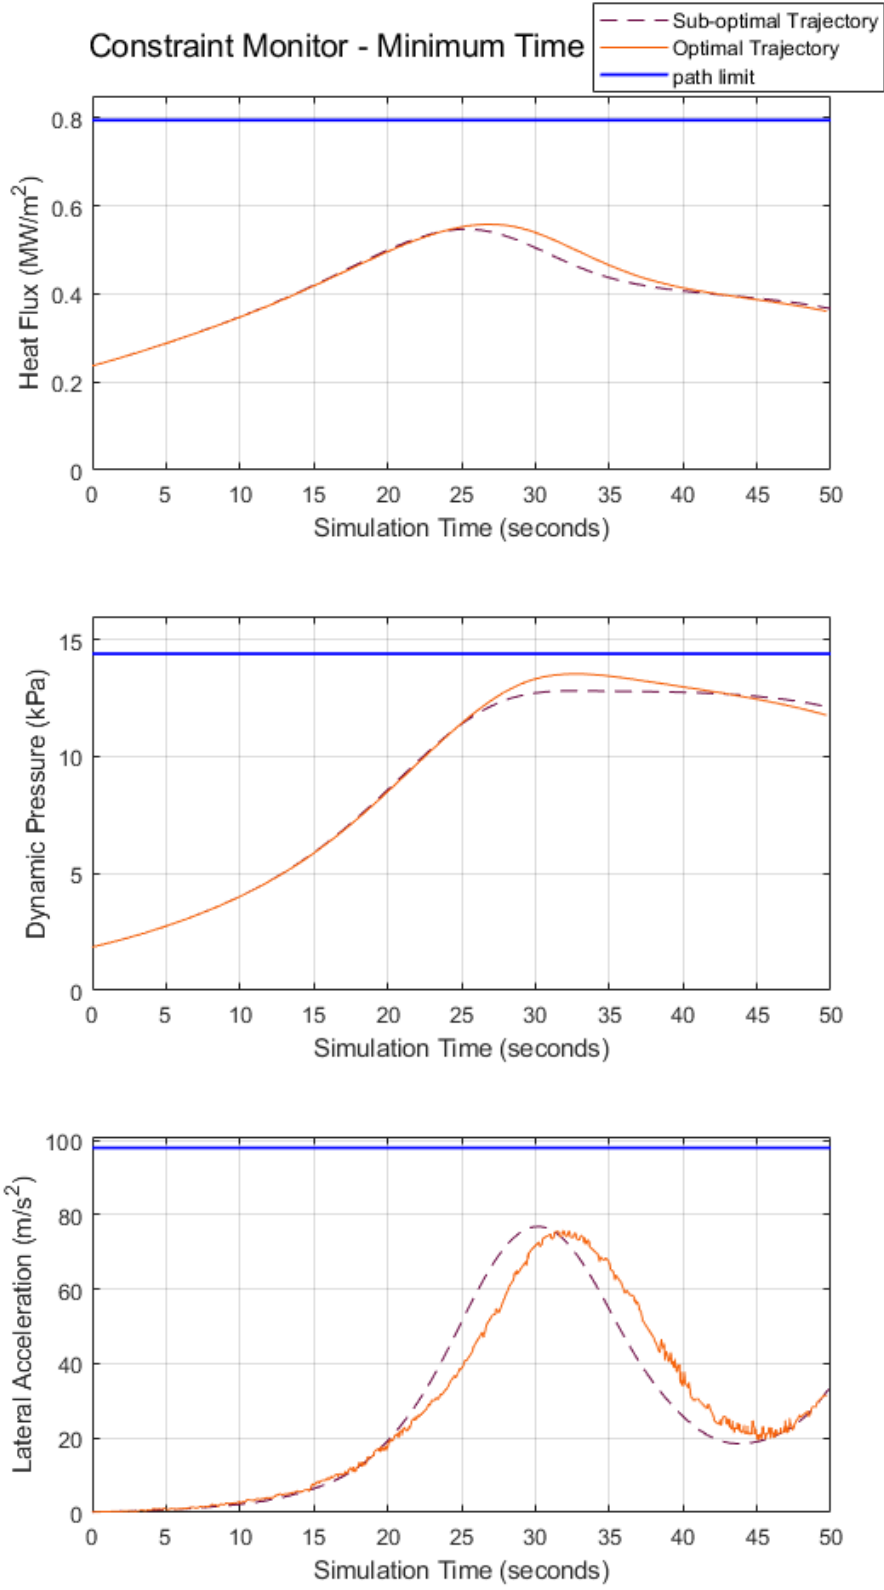 Constraint Monitor - Minimum Time
Sub-optimal Trajectory
Optimal Trajectory
path limit
Heat Flux (MW/m²)
0.8
0.6
0.4
0.2
0
0 5 10 15 20 25 30 35 40 45 50
Simulation Time (seconds)
Dynamic Pressure (kPa)
15
10
5
0
0 5 10 15 20 25 30 35 40 45 50
Simulation Time (seconds)
Lateral Acceleration (m/s²)
100
80
60
40
20
0
0 5 10 15 20 25 30 35 40 45 50
Simulation Time (seconds)